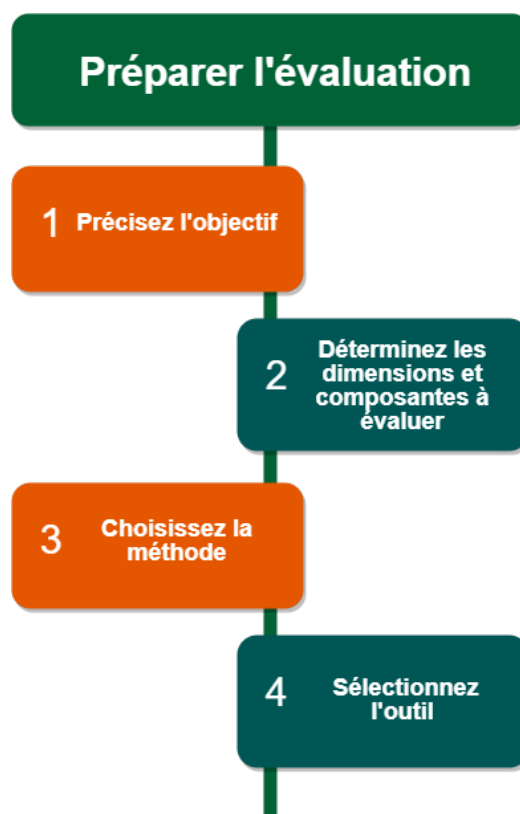 Préparer l'évaluation
1 Précisez l'objectif
2 Déterminez les
dimensions et
composantes à
évaluer
3 Choisissez la
méthode
4 Sélectionnez
l'outil